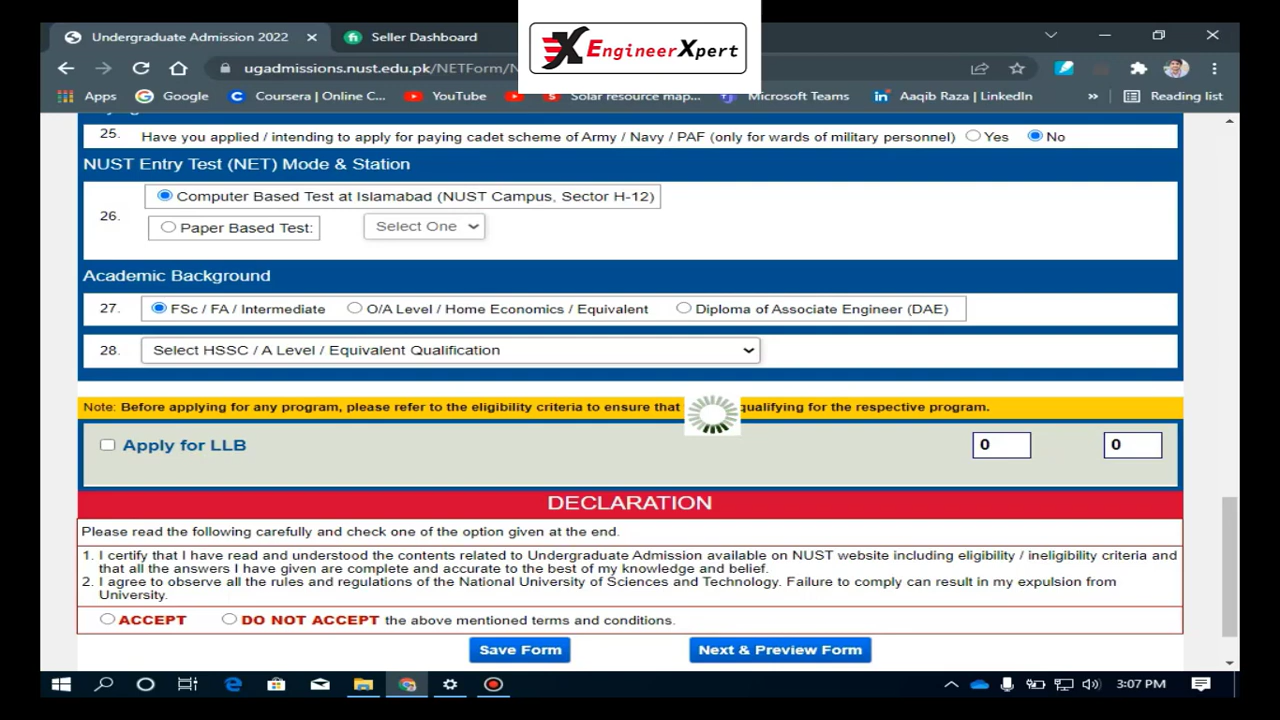 Undergraduate Admission 2022
Seller Dashboard
EngineerXpert
ugadmissions.nust.edu.pk/NETForm/N
Apps
Google
Coursera | Online C...
YouTube
Solar resource map...
Microsoft Teams
Aaqib Raza | LinkedIn
»
Reading list
25. Have you applied / intending to apply for paying cadet scheme of Army / Navy / PAF (only for wards of military personnel) Yes No
NUST Entry Test (NET) Mode & Station
26. Computer Based Test at Islamabad (NUST Campus, Sector H-12)
Paper Based Test: Select One
Academic Background
27. FSc / FA / Intermediate O/A Level / Home Economics / Equivalent Diploma of Associate Engineer (DAE)
28. Select HSSC / A Level / Equivalent Qualification
Note: Before applying for any program, please refer to the eligibility criteria to ensure that qualifying for the respective program.
Apply for LLB 0 0
DECLARATION
Please read the following carefully and check one of the option given at the end.
1. I certify that I have read and understood the contents related to Undergraduate Admission available on NUST website including eligibility / ineligibility criteria and
that all the answers I have given are complete and accurate to the best of my knowledge and belief.
2. I agree to observe all the rules and regulations of the National University of Sciences and Technology. Failure to comply can result in my expulsion from
University.
ACCEPT DO NOT ACCEPT the above mentioned terms and conditions.
Save Form Next & Preview Form
3:07 PM